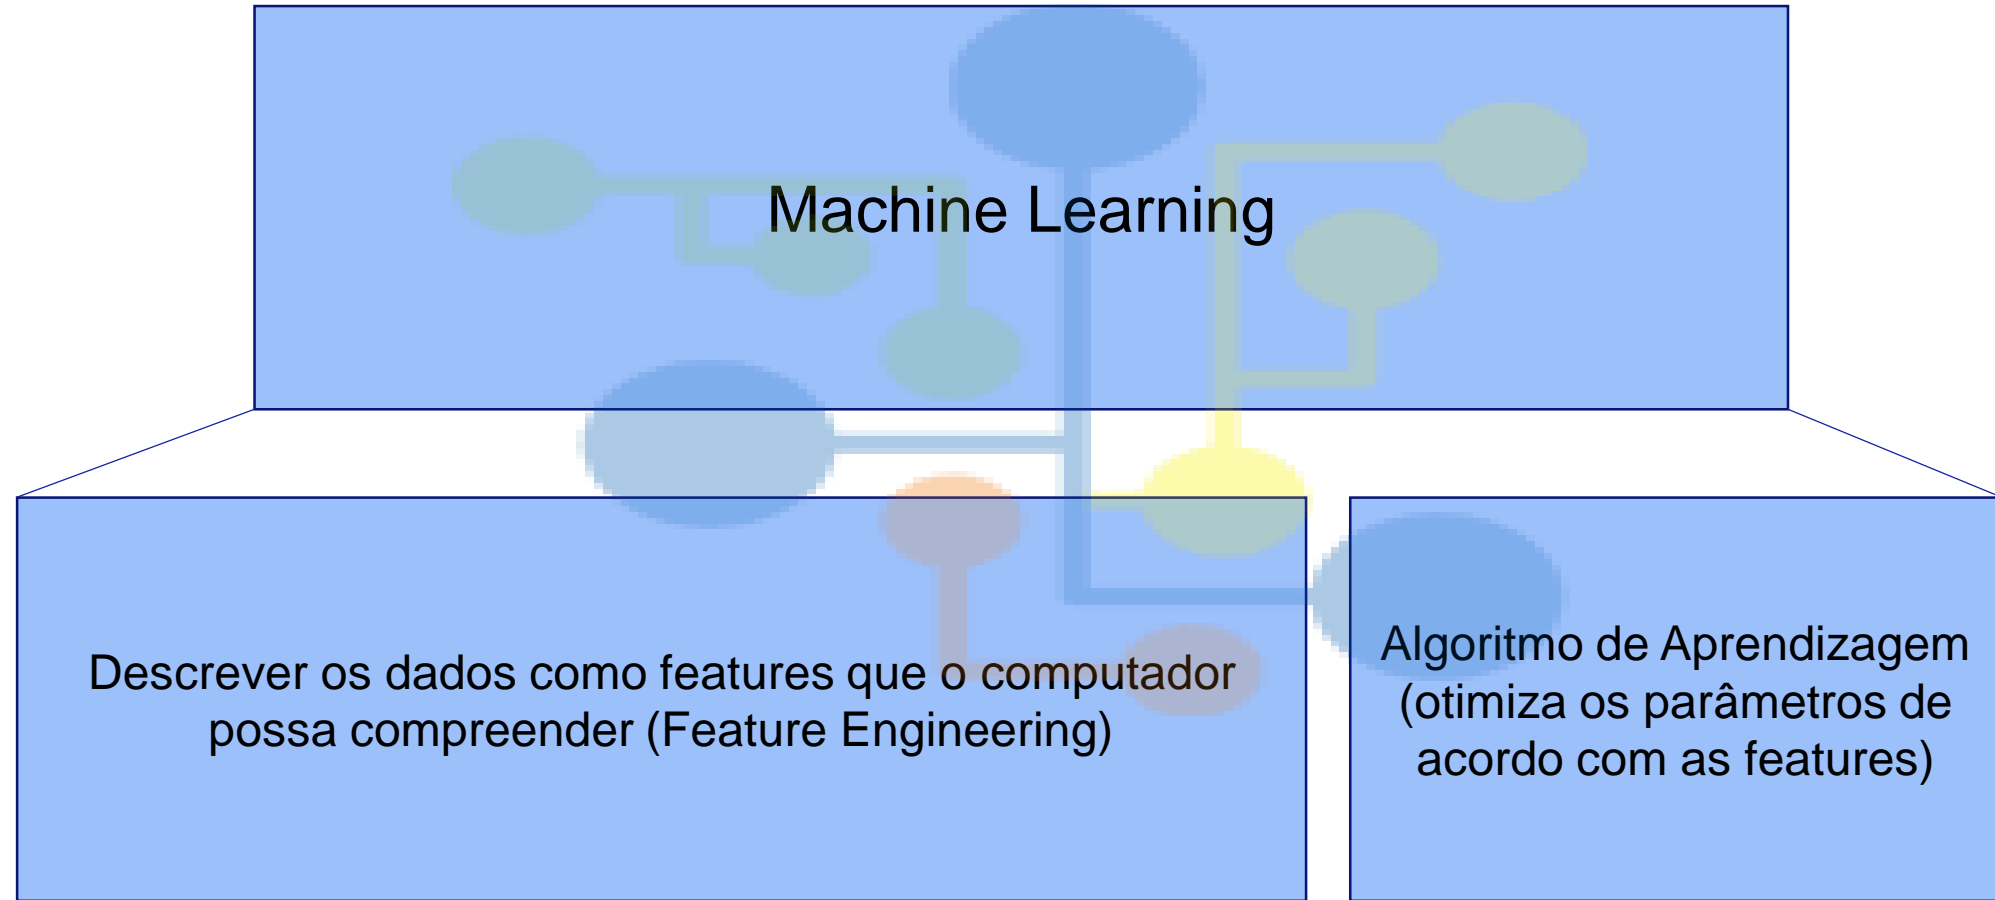 Machine Learning
Descrever os dados como features que o computador
possa compreender (Feature Engineering)
Algoritmo de Aprendizagem
(otimiza os parâmetros de
acordo com as features)